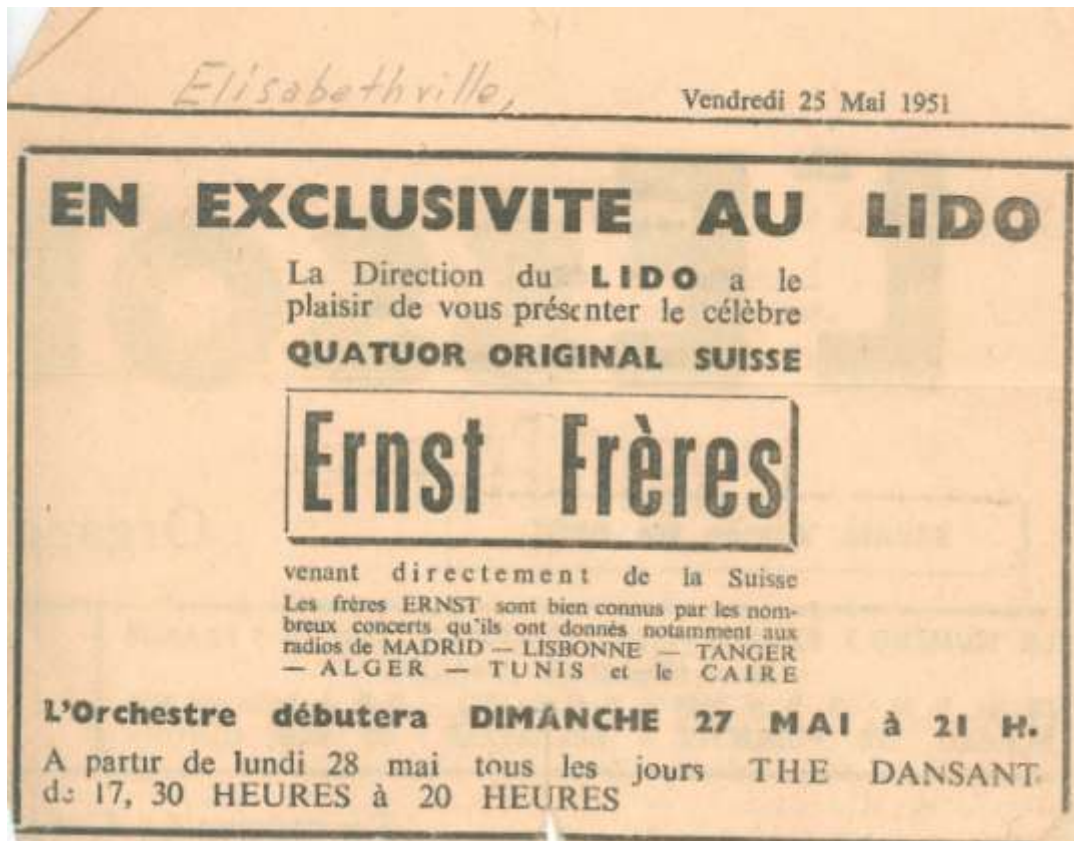 Elisabethville,
Vendredi 25 Mai 1951
EN EXCLUSIVITE AU LIDO
La Direction du LIDO a le
plaisir de vous présenter le célèbre
QUATUOR ORIGINAL SUISSE
Ernst Frères
venant directement de la Suisse
Les frères ERNST sont bien connus par les nom-
breux concerts qu'ils ont donnés notamment aux
radios de MADRID — LISBONNE — TANGER
— ALGER — TUNIS et le CAIRE
L'Orchestre débutera DIMANCHE 27 MAI à 21 H.
A partir de lundi 28 mai tous les jours THE DANSANT.
de 17, 30 HEURES à 20 HEURES